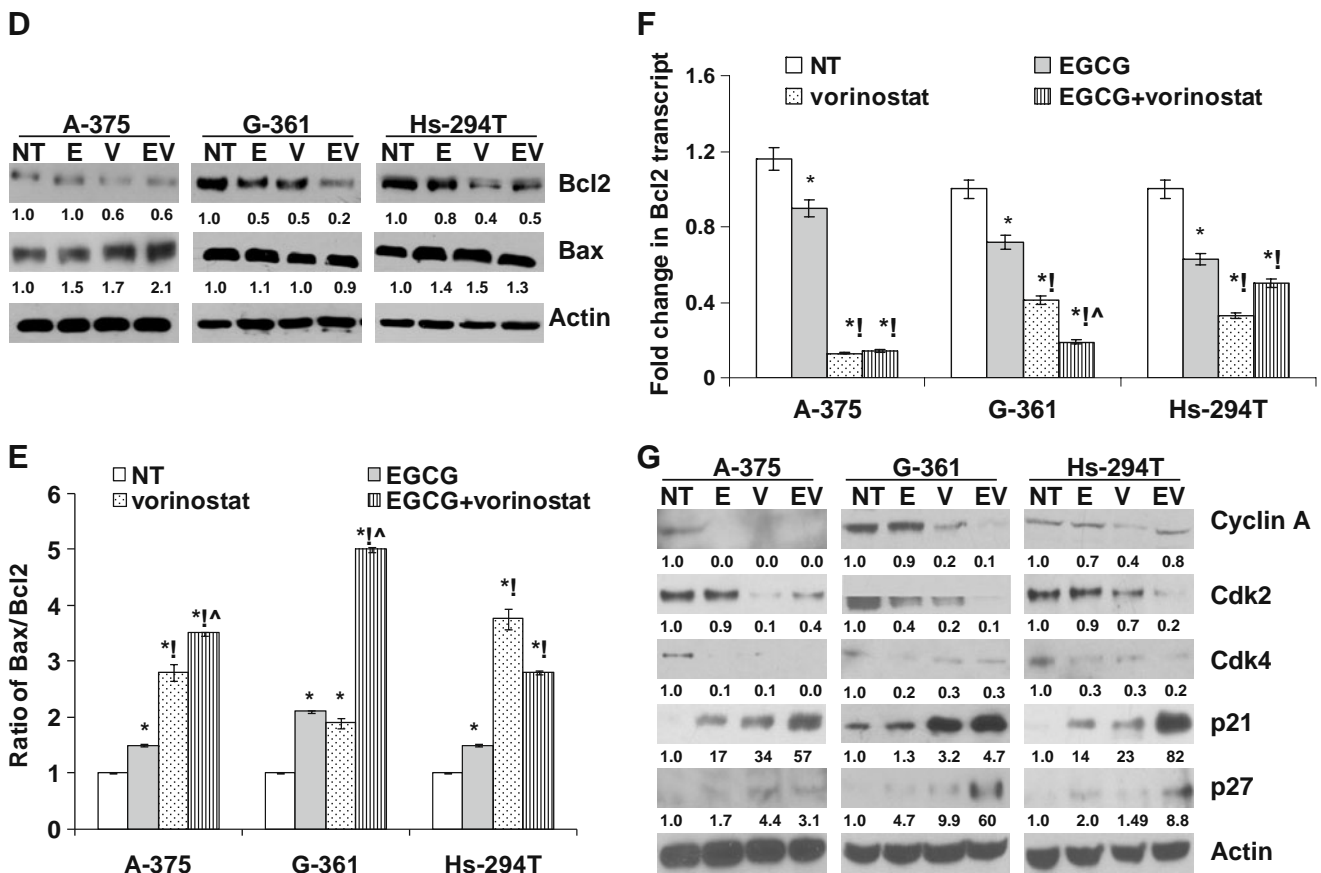 D
A-375 G-361 Hs-294T
NT E V EV NT E V EV NT E V EV
Bcl2
1.0 1.0 0.6 0.6 1.0 0.5 0.5 0.2 1.0 0.8 0.4 0.5
Bax
1.0 1.5 1.7 2.1 1.0 1.1 1.0 0.9 1.0 1.4 1.5 1.3
Actin
F
NT EGCG
vorinostat EGCG+vorinostat
Fold change in Bcl2 transcript
1.6
1.2
0.8
0.4
0
* *! *!
* *! *!^
* *! *!
A-375 G-361 Hs-294T
E
NT EGCG
vorinostat EGCG+vorinostat
Ratio of Bax/Bcl2
6
5
4
3
2
1
0
* *! *!^
* * *!^
* *! *!
A-375 G-361 Hs-294T
G
A-375 G-361 Hs-294T
NT E V EV NT E V EV NT E V EV
Cyclin A
1.0 0.0 0.0 0.0 1.0 0.9 0.2 0.1 1.0 0.7 0.4 0.8
Cdk2
1.0 0.9 0.1 0.4 1.0 0.4 0.2 0.1 1.0 0.9 0.7 0.2
Cdk4
1.0 0.1 0.1 0.0 1.0 0.2 0.3 0.3 1.0 0.3 0.3 0.2
p21
1.0 17 34 57 1.0 1.3 3.2 4.7 1.0 14 23 82
p27
1.0 1.7 4.4 3.1 1.0 4.7 9.9 60 1.0 2.0 1.49 8.8
Actin